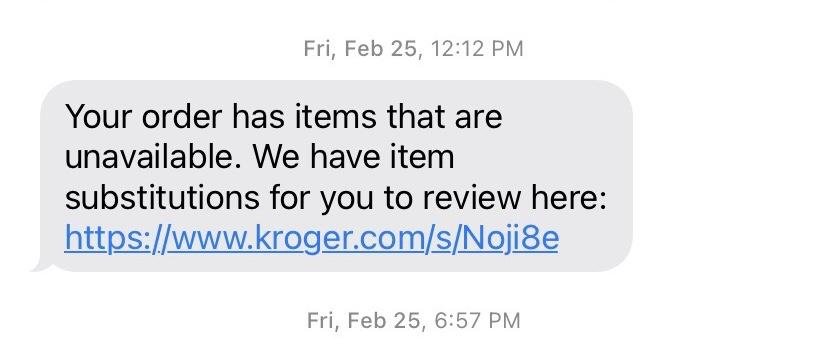 Fri, Feb 25, 12:12 PM
Your order has items that are
unavailable. We have item
substitutions for you to review here:
https://www.kroger.com/s/Noji8e
Fri, Feb 25, 6:57 PM